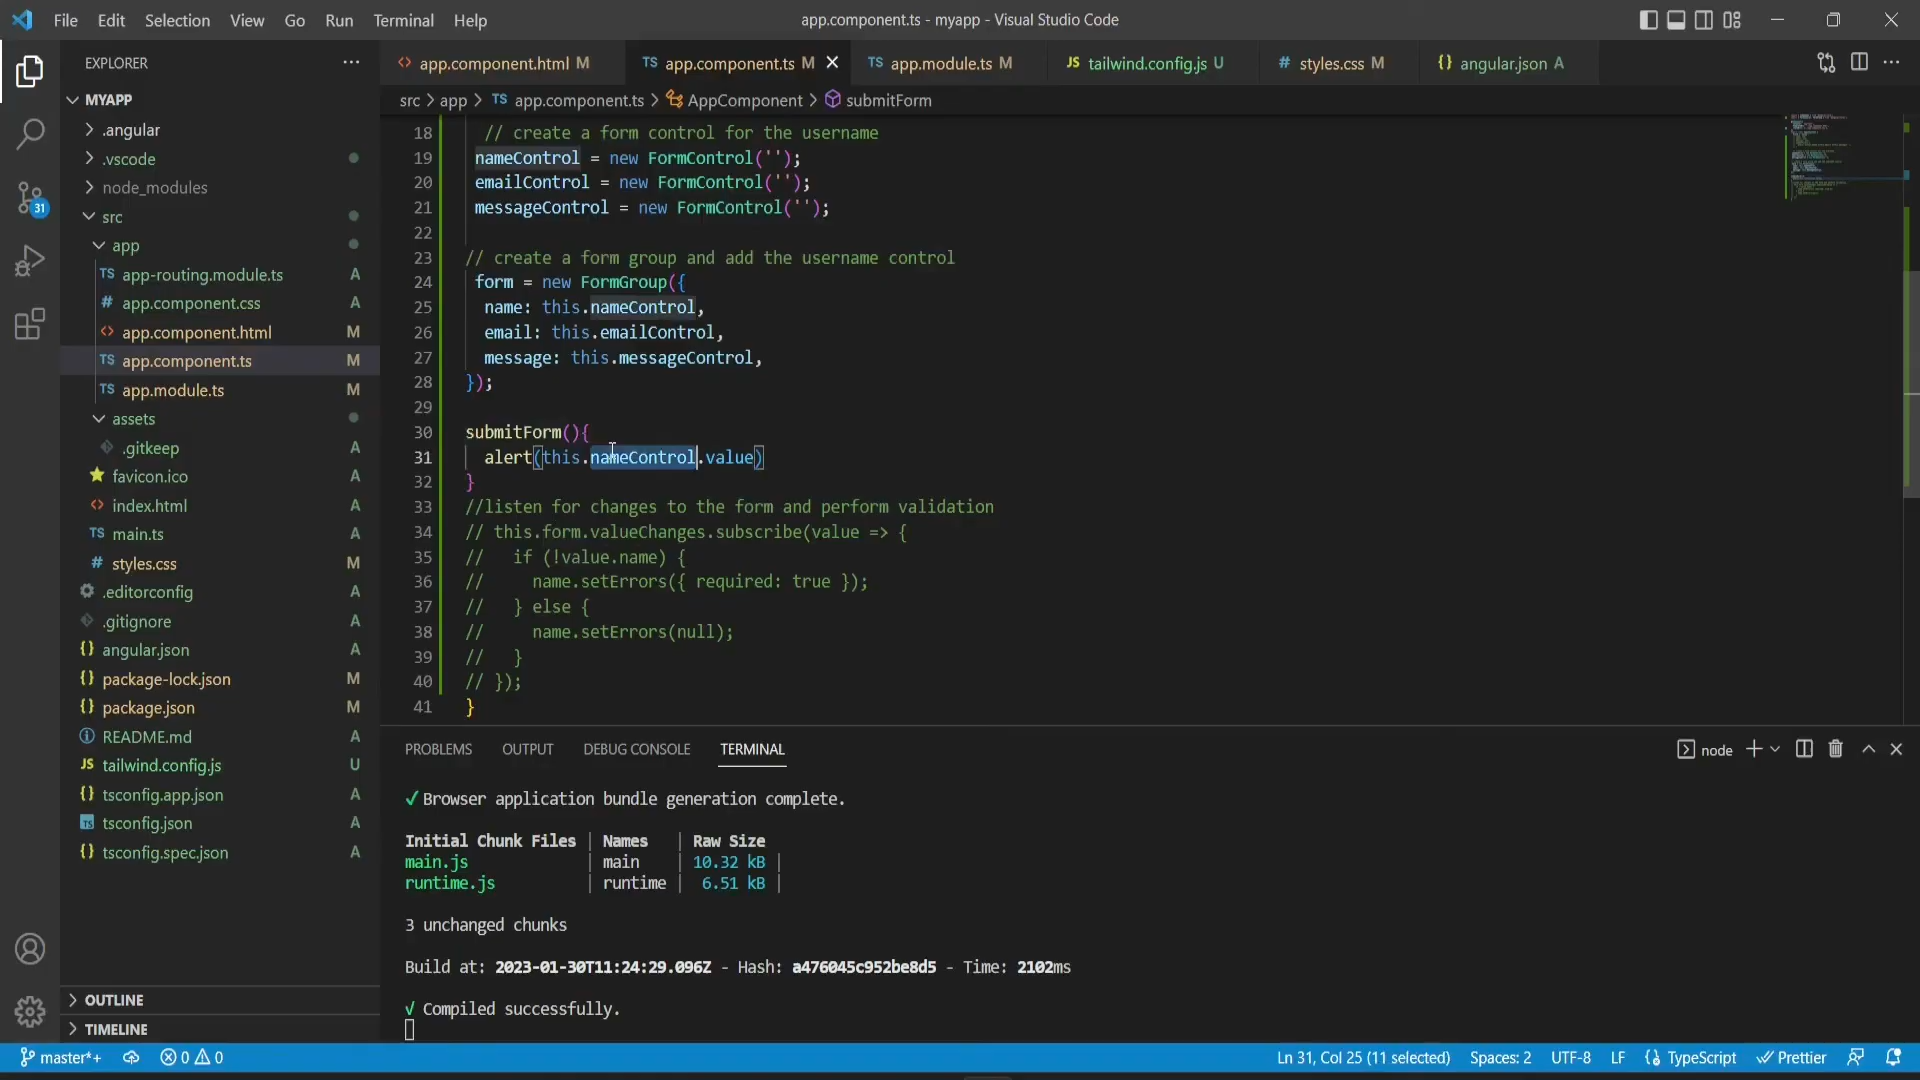 File Edit Selection View Go Run Terminal Help
app.component.ts - myapp - Visual Studio Code
EXPLORER
MYAPP
.angular
.vscode
node_modules
src
app
TS app-routing.module.ts A
# app.component.css A
<> app.component.html M
TS app.component.ts M
TS app.module.ts M
assets
.gitkeep A
favicon.ico A
<> index.html A
TS main.ts A
# styles.css M
.editorconfig A
.gitignore A
{} angular.json A
{} package-lock.json M
{} package.json M
README.md A
JS tailwind.config.js U
{} tsconfig.app.json A
TS tsconfig.json A
{} tsconfig.spec.json A
OUTLINE
TIMELINE
31
<> app.component.html M
TS app.component.ts M
TS app.module.ts M
JS tailwind.config.js U
# styles.css M
{} angular.json A
src > app > TS app.component.ts > AppComponent > submitForm
18 // create a form control for the username
19 nameControl = new FormControl('');
20 emailControl = new FormControl('');
21 messageControl = new FormControl('');
22
23 // create a form group and add the username control
24 form = new FormGroup({
25 name: this.nameControl,
26 email: this.emailControl,
27 message: this.messageControl,
28 });
29
30 submitForm(){
31 alert(this.nameControl.value)
32 }
33 //listen for changes to the form and perform validation
34 // this.form.valueChanges.subscribe(value => {
35 // if (!value.name) {
36 // name.setErrors({ required: true });
37 // } else {
38 // name.setErrors(null);
39 // }
40 // });
41 }
PROBLEMS OUTPUT DEBUG CONSOLE TERMINAL
node
✓ Browser application bundle generation complete.
Initial Chunk Files | Names | Raw Size
main.js | main | 10.32 kB |
runtime.js | runtime | 6.51 kB |
3 unchanged chunks
Build at: 2023-01-30T11:24:29.096Z - Hash: a476045c952be8d5 - Time: 2102ms
√ Compiled successfully.
master*+ 0 0
Ln 31, Col 25 (11 selected) Spaces: 2 UTF-8 LF {} TypeScript Prettier